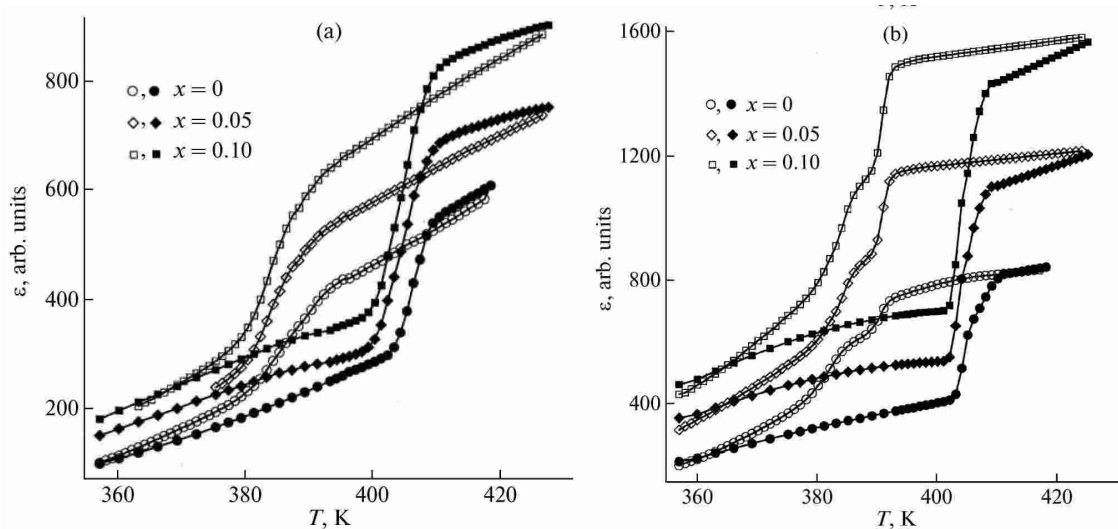 (a)
ε, arb. units
800
600
400
200
○, ● x = 0
◇, ◆ x = 0.05
□, ■ x = 0.10
360 380 400 420
T, K
(b)
ε, arb. units
1600
1200
800
400
○, ● x = 0
◇, ◆ x = 0.05
□, ■ x = 0.10
360 380 400 420
T, K